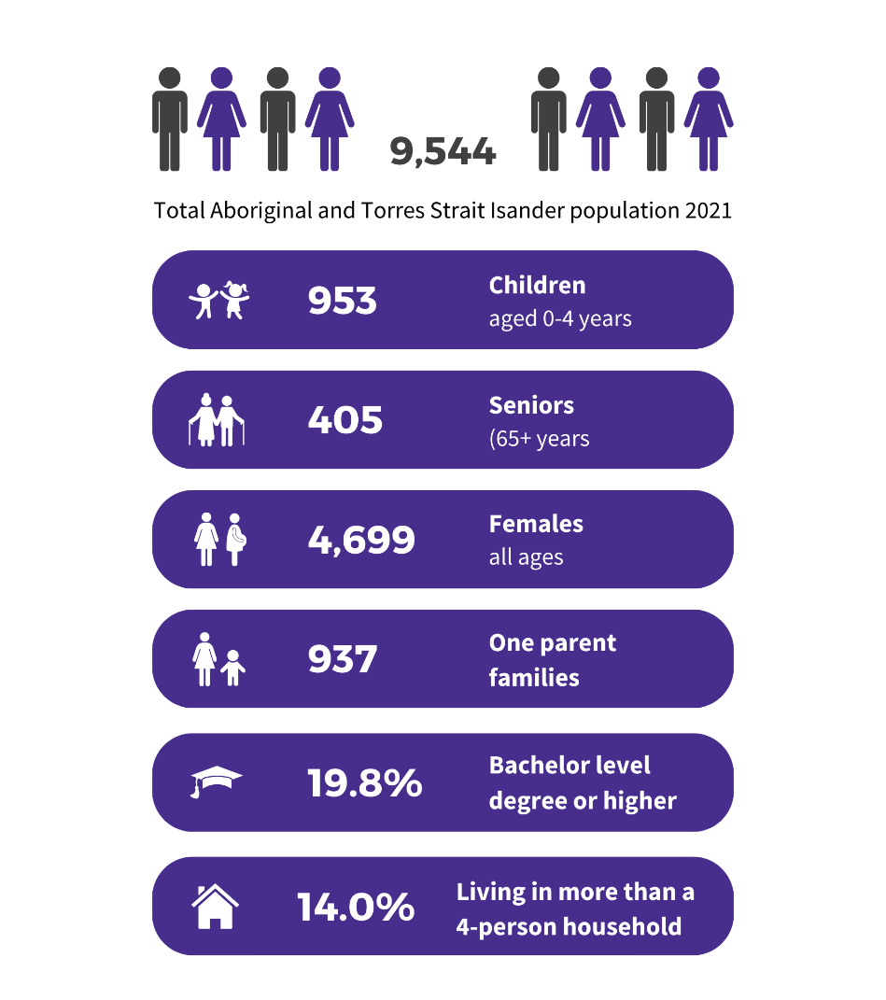 9,544
Total Aboriginal and Torres Strait Isander population 2021
953
Children
aged 0-4 years
405
Seniors
(65+ years
4,699
Females
all ages
937
One parent
families
19.8%
Bachelor level
degree or higher
14.0%
Living in more than a
4-person household